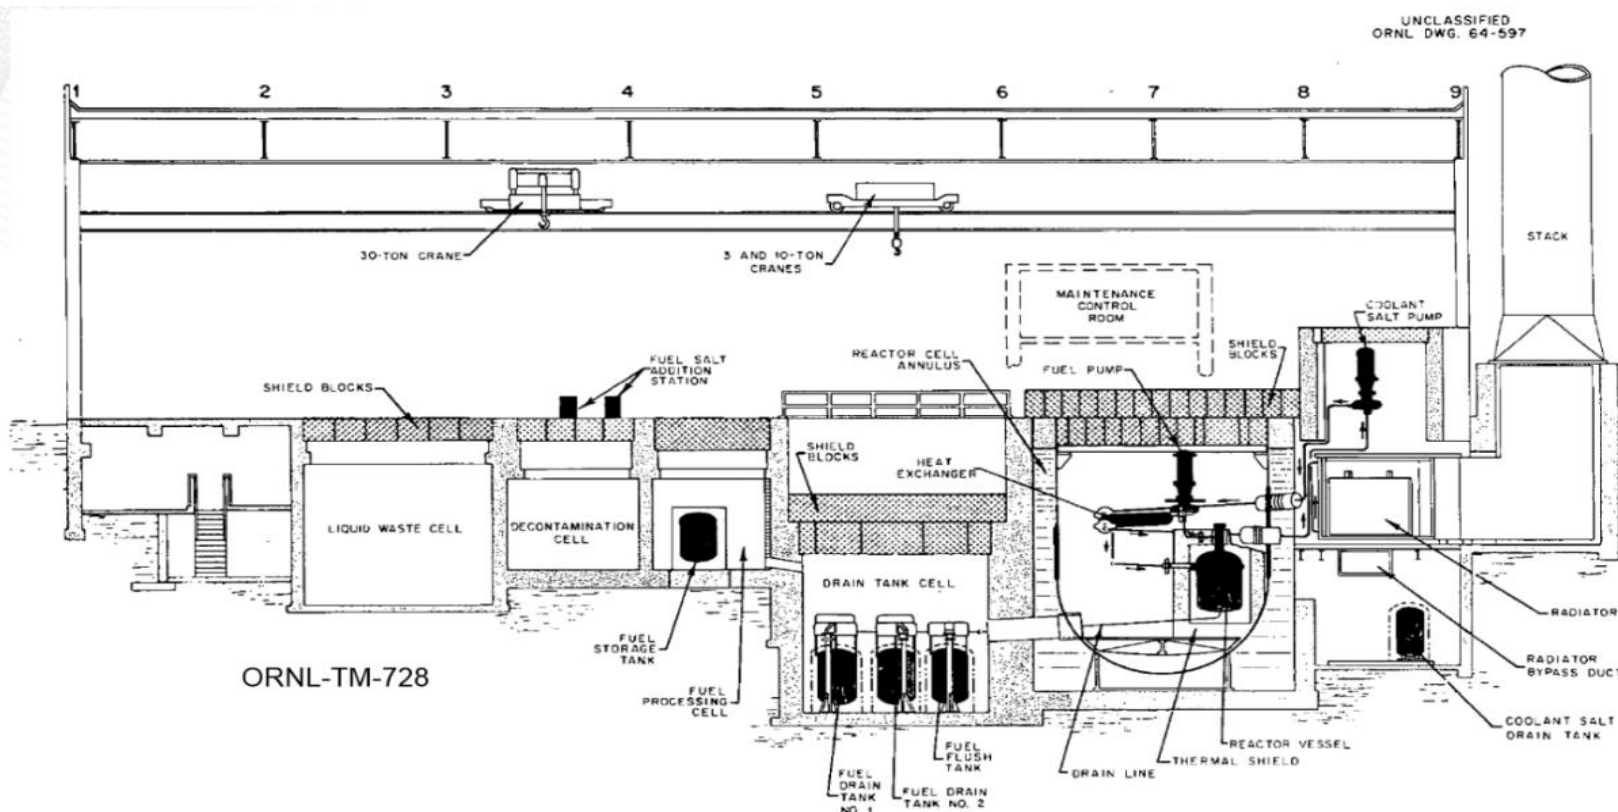 UNCLASSIFIED
ORNL DWG. 64-597
1 2 3 4 5 6 7 8 9
30-TON CRANE
3 AND 10-TON
CRANES
MAINTENANCE
CONTROL
ROOM
STACK
COOLANT
SALT PUMP
REACTOR CELL
ANNULUS
FUEL PUMP
SHIELD
BLOCKS
FUEL SALT
ADDITION
STATION
SHIELD BLOCKS
SHIELD
BLOCKS
HEAT
EXCHANGER
LIQUID WASTE CELL
DECONTAMINATION
CELL
DRAIN TANK CELL
FUEL
STORAGE
TANK
FUEL
PROCESSING
CELL
RADIATOR
RADIATOR
BYPASS DUCT
COOLANT SALT
DRAIN TANK
ORNL-TM-728
FUEL
DRAIN
TANK
NO. 1
FUEL DRAIN
TANK NO. 2
FUEL
FLUSH
TANK
DRAIN LINE
THERMAL SHIELD
REACTOR VESSEL